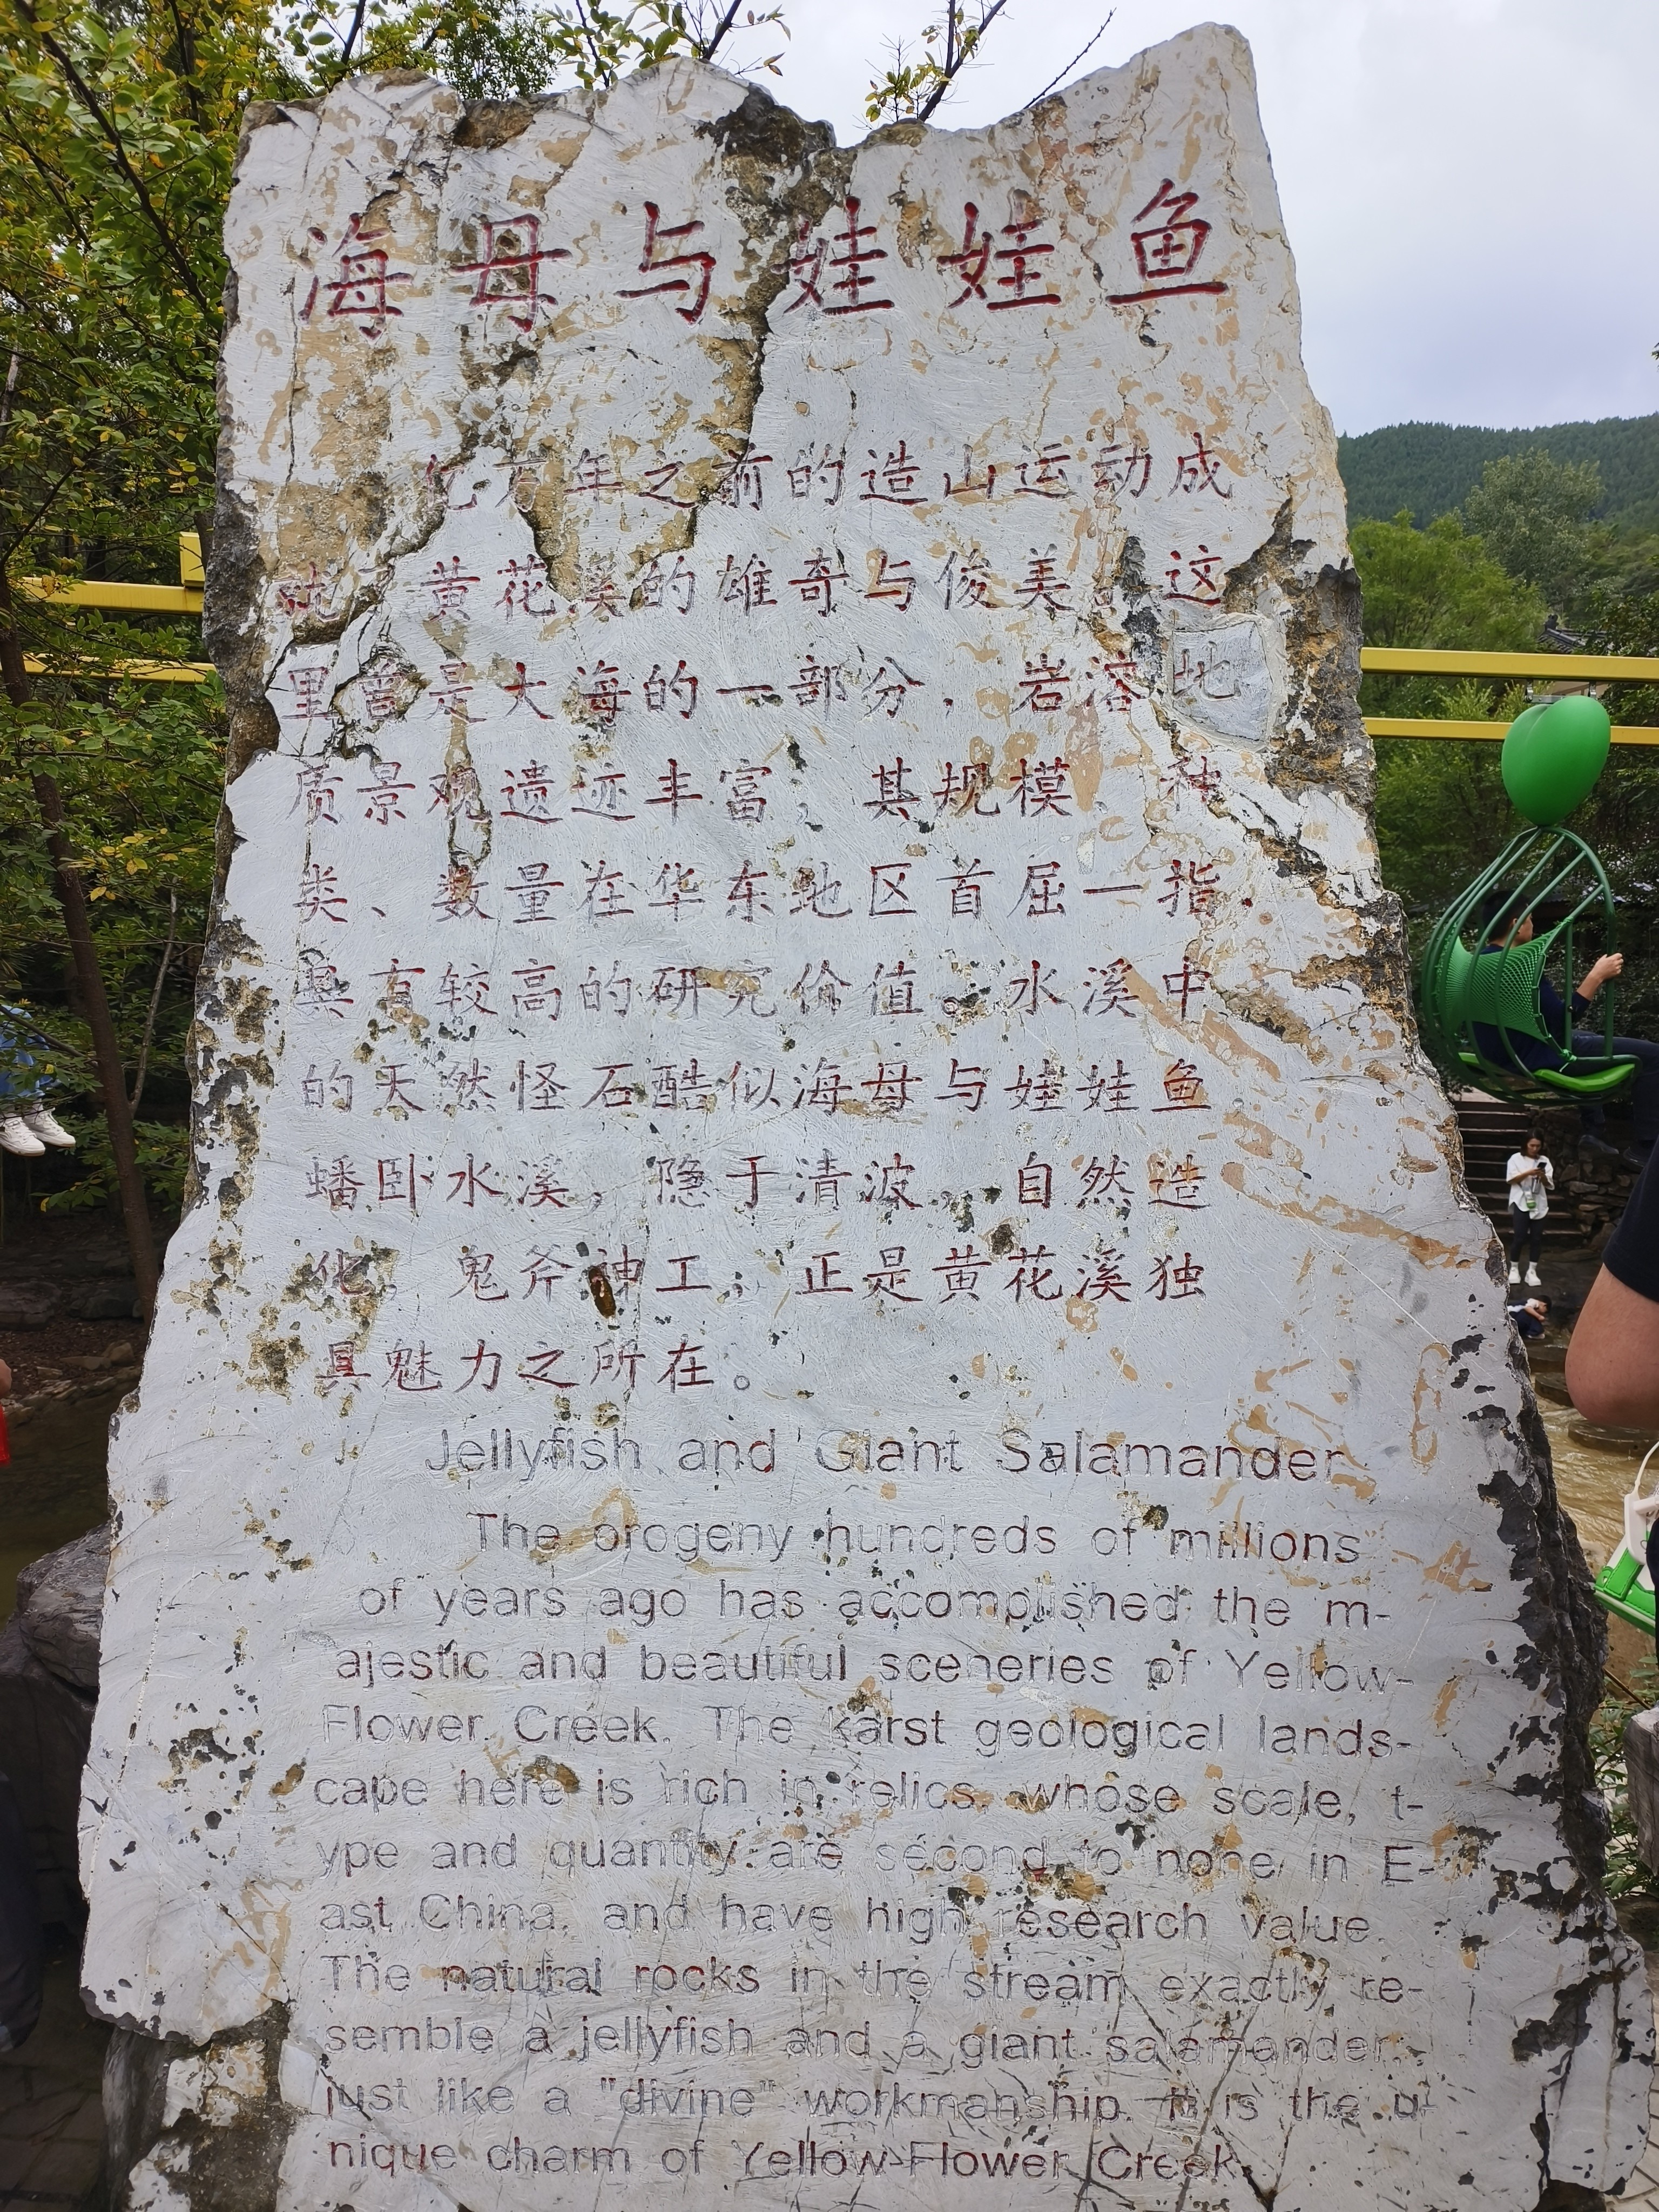 海母与娃娃鱼
亿万年之前的造山运动成
就了黄花溪的雄奇与俊美，这
里曾是大海的一部分，岩溶地
质景观遗迹丰富，其规模、种
类、数量在华东地区首屈一指，
具有较高的研究价值。水溪中
的天然怪石酷似海母与娃娃鱼，
蟠卧水溪，隐于清波。自然造
化，鬼斧神工，正是黄花溪独
具魅力之所在。
Jellyfish and Giant Salamander
The orogeny hundreds of millions
of years ago has accomplished the m-
ajestic and beautiful sceneries of Yellow-
Flower Creek. The karst geological lands-
cape here is rich in relics, whose scale, t-
ype and quantity are second to none in E-
ast China, and have high research value.
The natural rocks in the stream exactly re-
semble a jellyfish and a giant salamander,
just like a "divine" workmanship. It is the u-
nique charm of Yellow-Flower Creek.